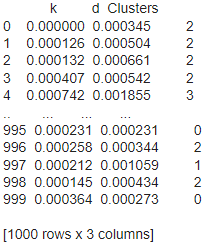 k d Clusters
0 0.000000 0.000345 2
1 0.000126 0.000504 2
2 0.000132 0.000661 2
3 0.000407 0.000542 2
4 0.000742 0.001855 3
.. ... ... ...
995 0.000231 0.000231 0
996 0.000258 0.000344 2
997 0.000212 0.001059 1
998 0.000145 0.000434 2
999 0.000364 0.000273 0
[1000 rows x 3 columns]